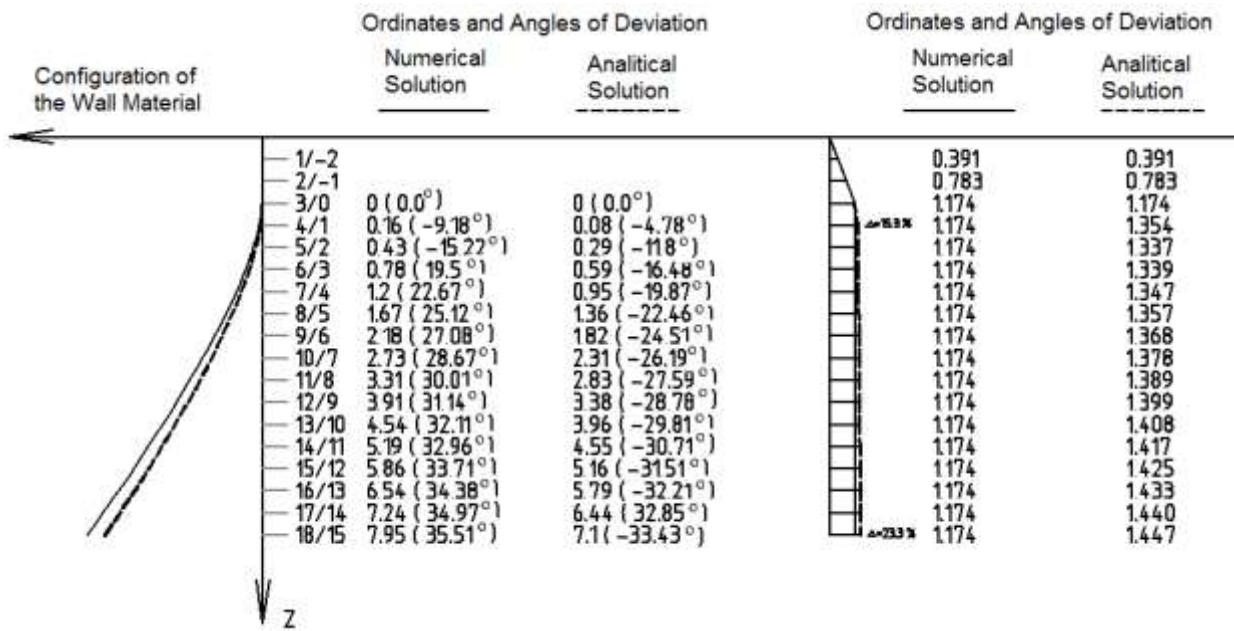 Ordinates and Angles of Deviation Ordinates and Angles of Deviation
Configuration of the Wall Material
Numerical Solution Analitical Solution Numerical Solution Analitical Solution
1/-2 0.391 0.391
2/-1 0.783 0.783
3/0 0 (0.0°) 0 (0.0°) 1.174 1.174
4/1 0.16 (-9.18°) 0.08 (-4.78°) Δ=15.3% 1.174 1.354
5/2 0.43 (-15.22°) 0.29 (-11.8°) 1.174 1.337
6/3 0.78 (19.5°) 0.59 (-16.48°) 1.174 1.339
7/4 1.2 (22.67°) 0.95 (-19.87°) 1.174 1.347
8/5 1.67 (25.12°) 1.36 (-22.46°) 1.174 1.357
9/6 2.18 (27.08°) 1.82 (-24.51°) 1.174 1.368
10/7 2.73 (28.67°) 2.31 (-26.19°) 1.174 1.378
11/8 3.31 (30.01°) 2.83 (-27.59°) 1.174 1.389
12/9 3.91 (31.14°) 3.38 (-28.78°) 1.174 1.399
13/10 4.54 (32.11°) 3.96 (-29.81°) 1.174 1.408
14/11 5.19 (32.96°) 4.55 (-30.71°) 1.174 1.417
15/12 5.86 (33.71°) 5.16 (-31.51°) 1.174 1.425
16/13 6.54 (34.38°) 5.79 (-32.21°) 1.174 1.433
17/14 7.24 (34.97°) 6.44 (32.85°) 1.174 1.440
18/15 7.95 (35.51°) 7.1 (-33.43°) Δ=23.3% 1.174 1.447
Z